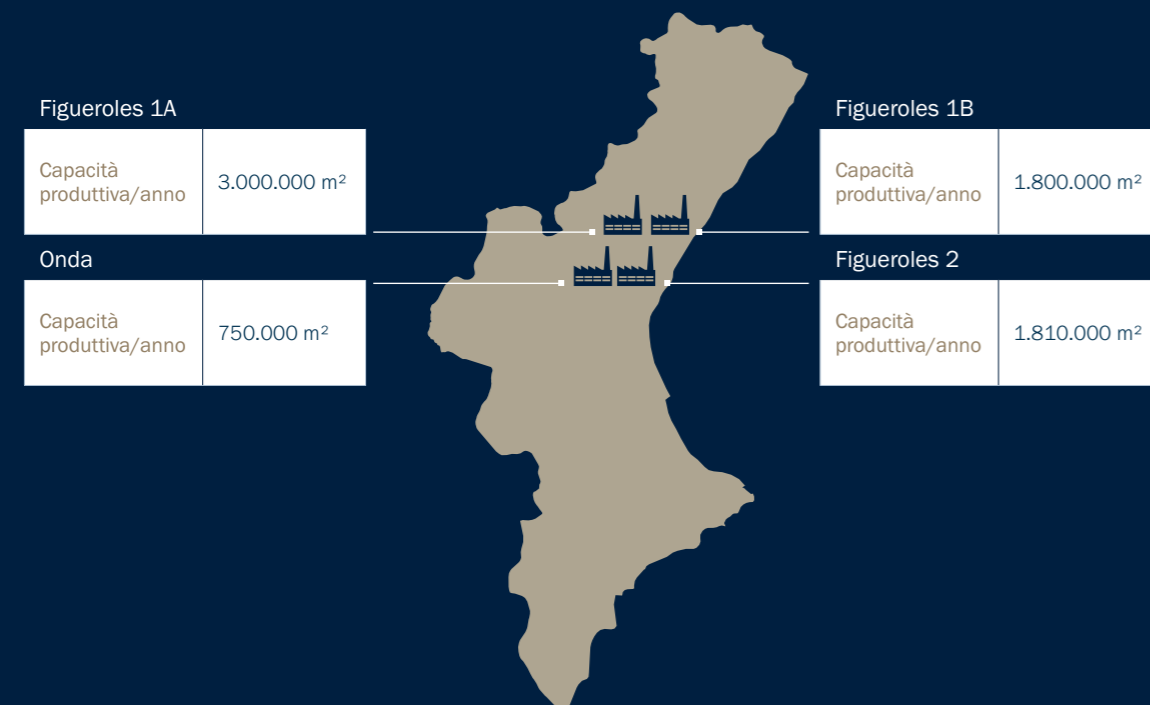 Figueroles 1A
Capacità
produttiva/anno
3.000.000 m²
Figueroles 1B
Capacità
produttiva/anno
1.800.000 m²
Onda
Capacità
produttiva/anno
750.000 m²
Figueroles 2
Capacità
produttiva/anno
1.810.000 m²